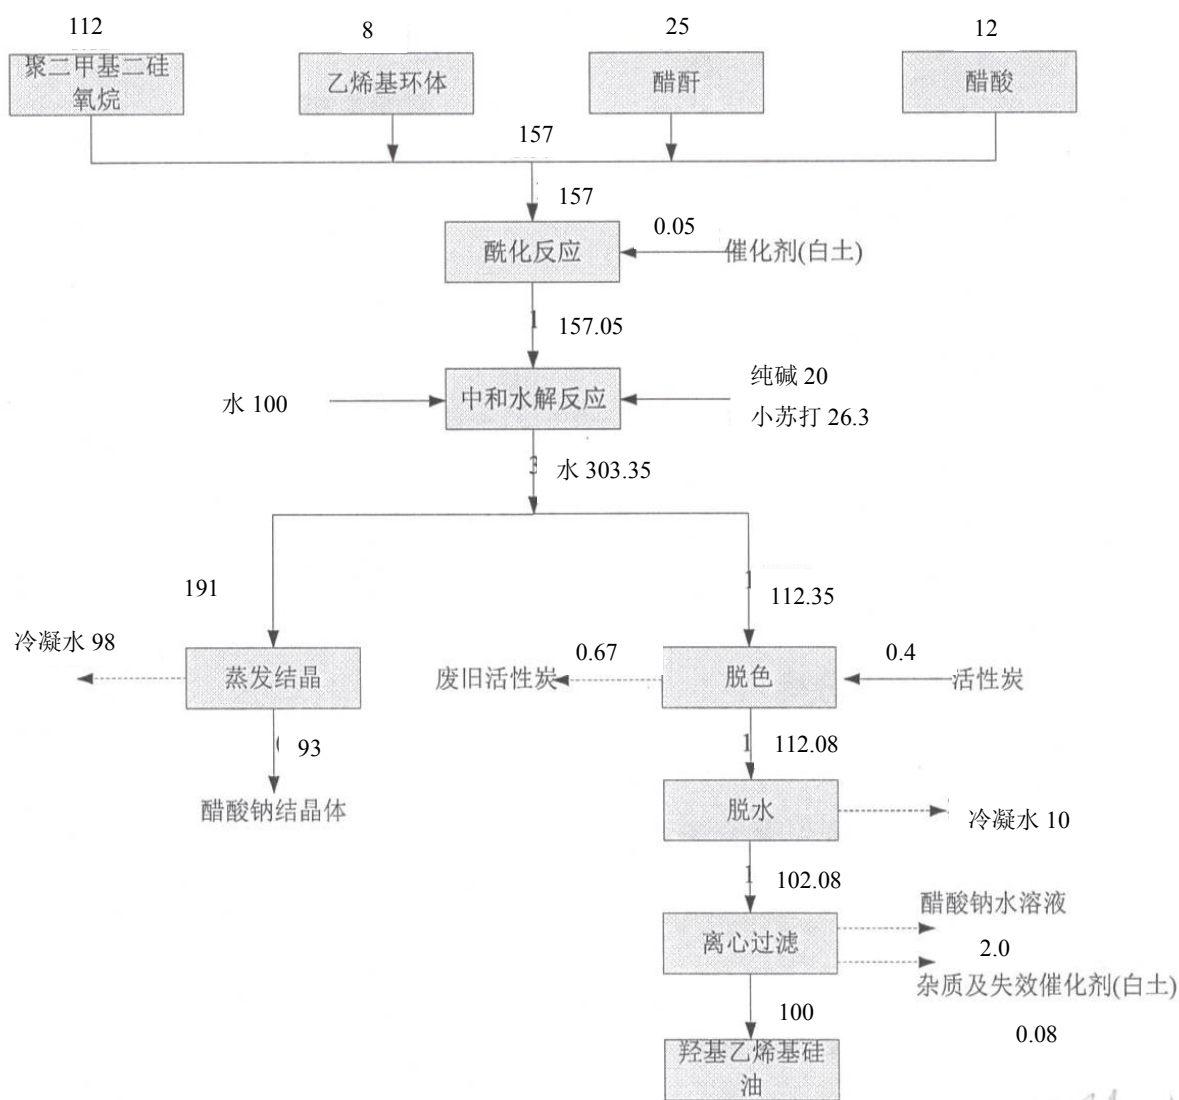 112
8
25
12
聚二甲基二硅
氧烷
乙烯基环体
醋酐
醋酸
157
157
酰化反应
0.05
催化剂(白土)
157.05
水 100
中和水解反应
纯碱 20
小苏打 26.3
水 303.35
191
112.35
冷凝水 98
蒸发结晶
废旧活性炭
0.67
脱色
0.4
活性炭
93
112.08
醋酸钠结晶体
脱水
冷凝水 10
102.08
离心过滤
醋酸钠水溶液
2.0
杂质及失效催化剂(白土)
0.08
100
羟基乙烯基硅
油